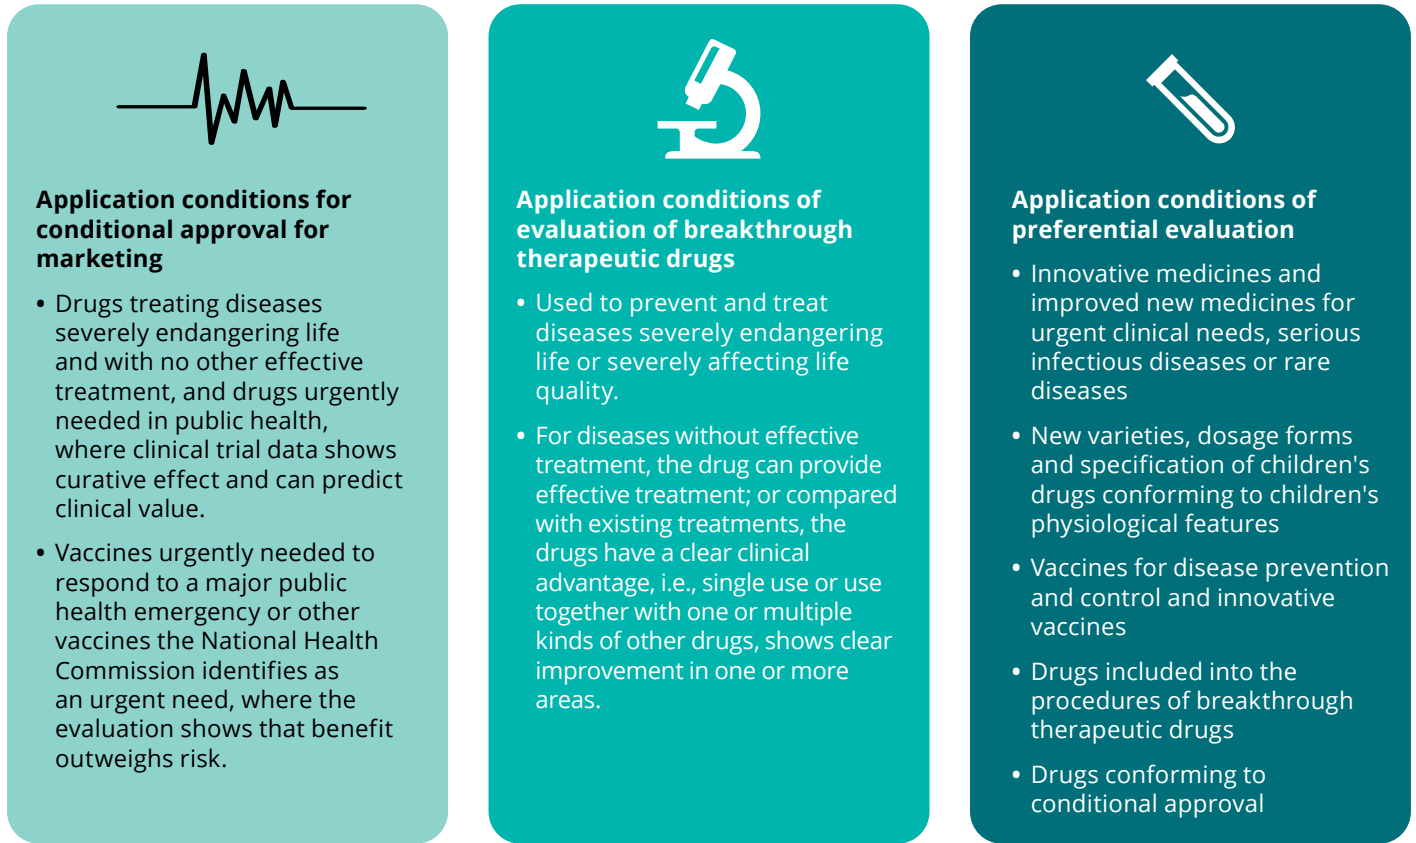 Application conditions for
conditional approval for
marketing
• Drugs treating diseases
severely endangering life
and with no other effective
treatment, and drugs urgently
needed in public health,
where clinical trial data shows
curative effect and can predict
clinical value.
• Vaccines urgently needed to
respond to a major public
health emergency or other
vaccines the National Health
Commission identifies as
an urgent need, where the
evaluation shows that benefit
outweighs risk.
Application conditions of
evaluation of breakthrough
therapeutic drugs
• Used to prevent and treat
diseases severely endangering
life or severely affecting life
quality.
• For diseases without effective
treatment, the drug can provide
effective treatment; or compared
with existing treatments, the
drugs have a clear clinical
advantage, i.e., single use or use
together with one or multiple
kinds of other drugs, shows clear
improvement in one or more
areas.
Application conditions of
preferential evaluation
• Innovative medicines and
improved new medicines for
urgent clinical needs, serious
infectious diseases or rare
diseases
• New varieties, dosage forms
and specification of children's
drugs conforming to children's
physiological features
• Vaccines for disease prevention
and control and innovative
vaccines
• Drugs included into the
procedures of breakthrough
therapeutic drugs
• Drugs conforming to
conditional approval